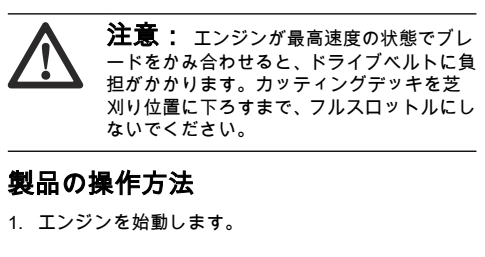 注意： エンジンが最高速度の状態でブレ
ードをかみ合わせると、ドライブベルトに負
担がかかります。カッティングデッキを芝
刈り位置に下ろすまで、フルスロットルにし
ないでください。
製品の操作方法
1. エンジンを始動します。